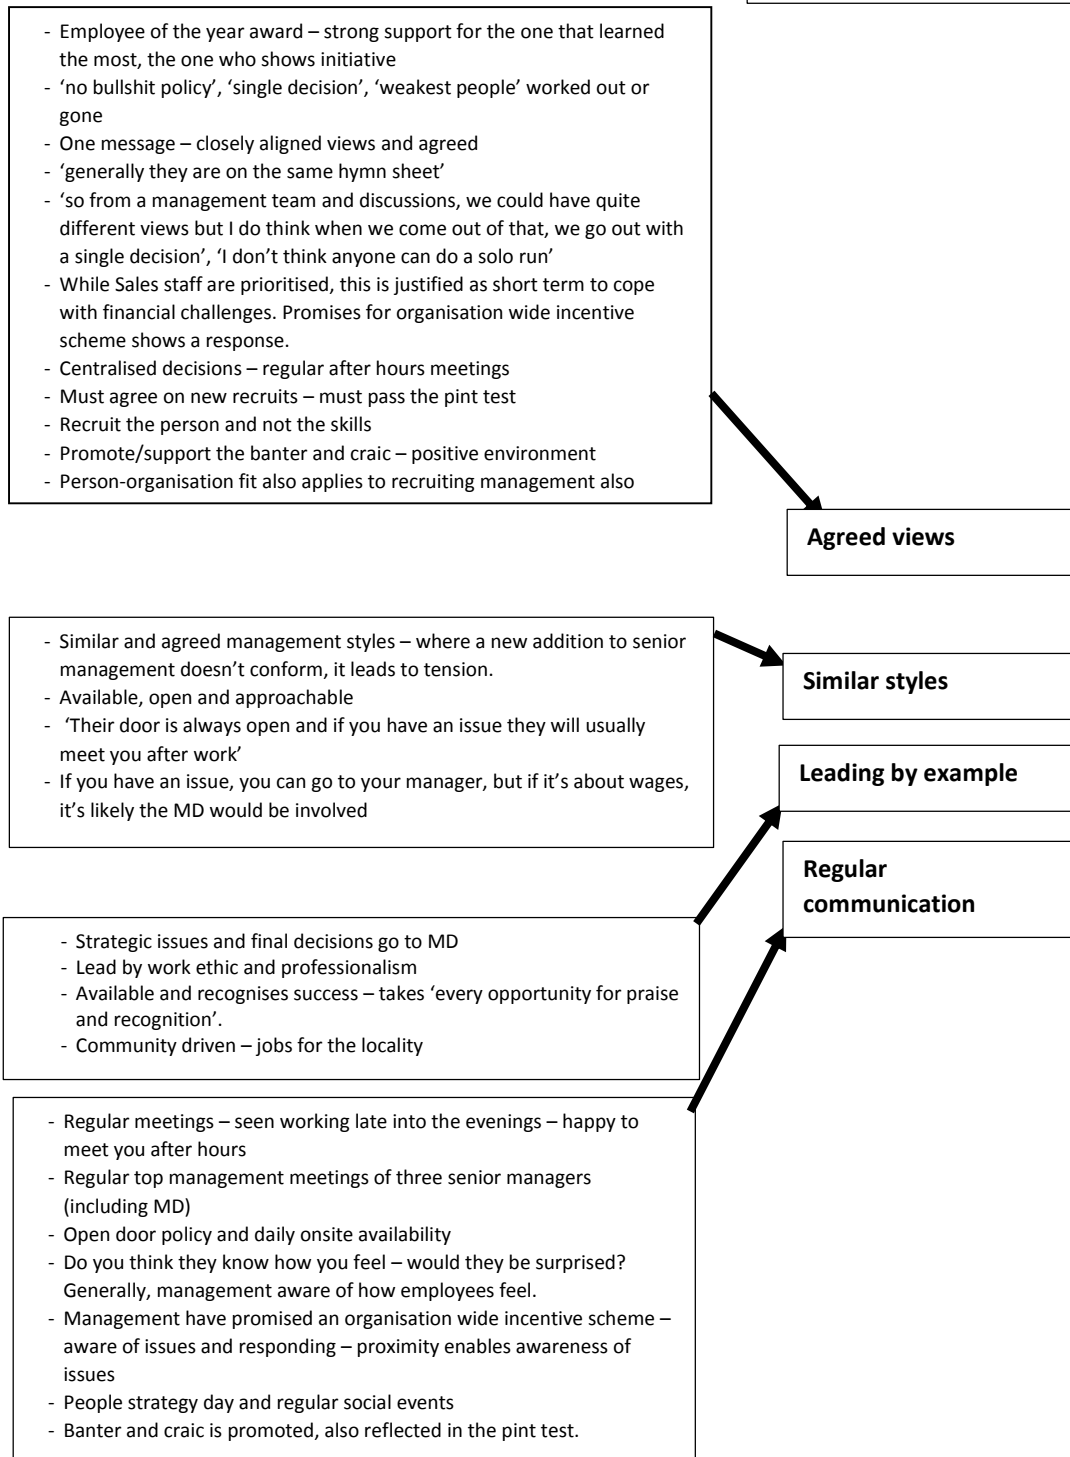 - Employee of the year award – strong support for the one that learned
the most, the one who shows initiative
- ‘no bullshit policy’, ‘single decision’, ‘weakest people’ worked out or
gone
- One message – closely aligned views and agreed
- ‘generally they are on the same hymn sheet’
- ‘so from a management team and discussions, we could have quite
different views but I do think when we come out of that, we go out with
a single decision’, ‘I don’t think anyone can do a solo run’
- While Sales staff are prioritised, this is justified as short term to cope
with financial challenges. Promises for organisation wide incentive
scheme shows a response.
- Centralised decisions – regular after hours meetings
- Must agree on new recruits – must pass the pint test
- Recruit the person and not the skills
- Promote/support the banter and craic – positive environment
- Person-organisation fit also applies to recruiting management also
Agreed views
- Similar and agreed management styles – where a new addition to senior
management doesn’t conform, it leads to tension.
- Available, open and approachable
- ‘Their door is always open and if you have an issue they will usually
meet you after work’
- If you have an issue, you can go to your manager, but if it’s about wages,
it’s likely the MD would be involved
Similar styles
Leading by example
Regular
communication
- Strategic issues and final decisions go to MD
- Lead by work ethic and professionalism
- Available and recognises success – takes ‘every opportunity for praise
and recognition’.
- Community driven – jobs for the locality
- Regular meetings – seen working late into the evenings – happy to
meet you after hours
- Regular top management meetings of three senior managers
(including MD)
- Open door policy and daily onsite availability
- Do you think they know how you feel – would they be surprised?
Generally, management aware of how employees feel.
- Management have promised an organisation wide incentive scheme –
aware of issues and responding – proximity enables awareness of
issues
- People strategy day and regular social events
- Banter and craic is promoted, also reflected in the pint test.